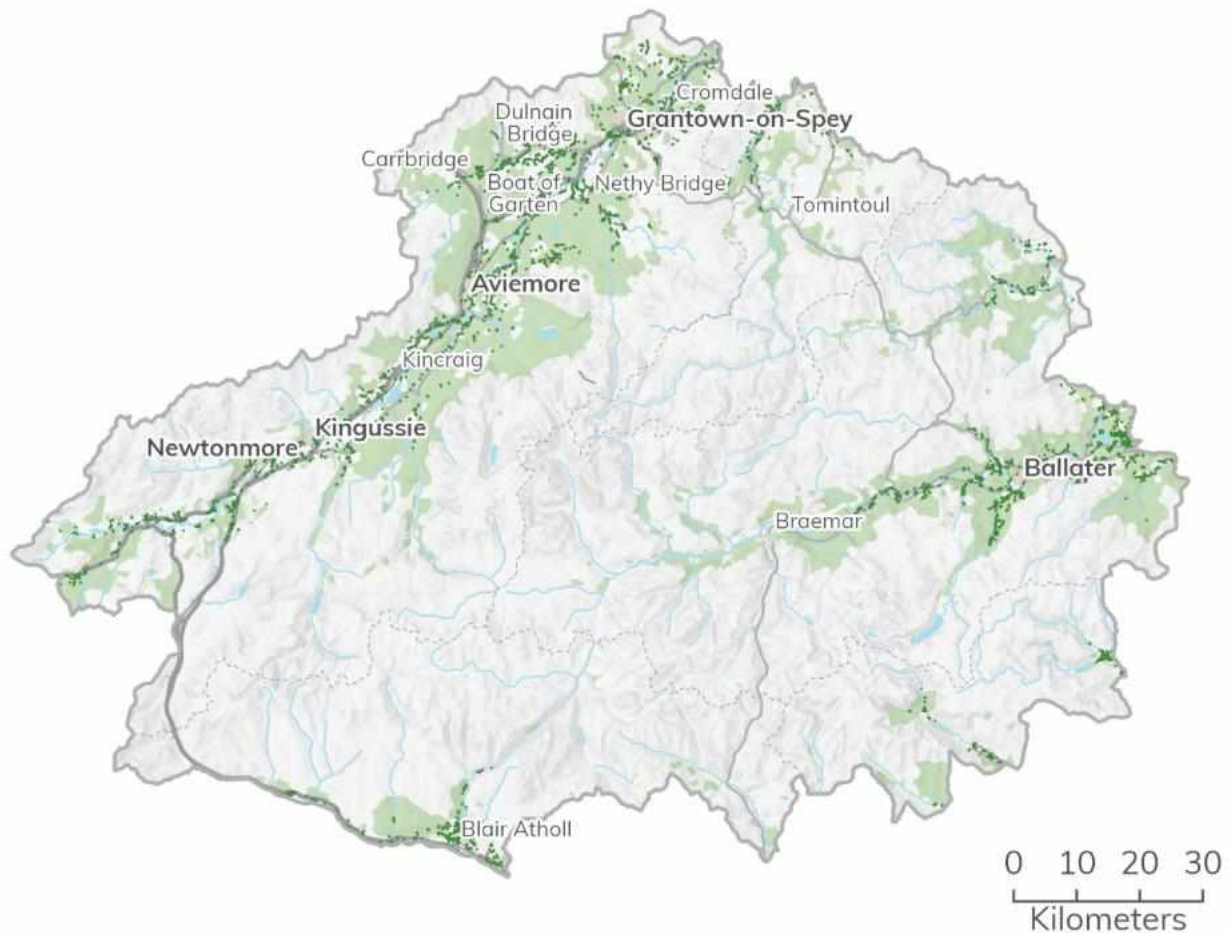 Cromdale
Dulnain
Bridge
Grantown-on-Spey
Carrbridge
Boat of
Garten
Nethy Bridge
Tomintoul
Aviemore
Kincraig
Kingussie
Newtonmore
Ballater
Braemar
Blair Atholl
0 10 20 30
Kilometers